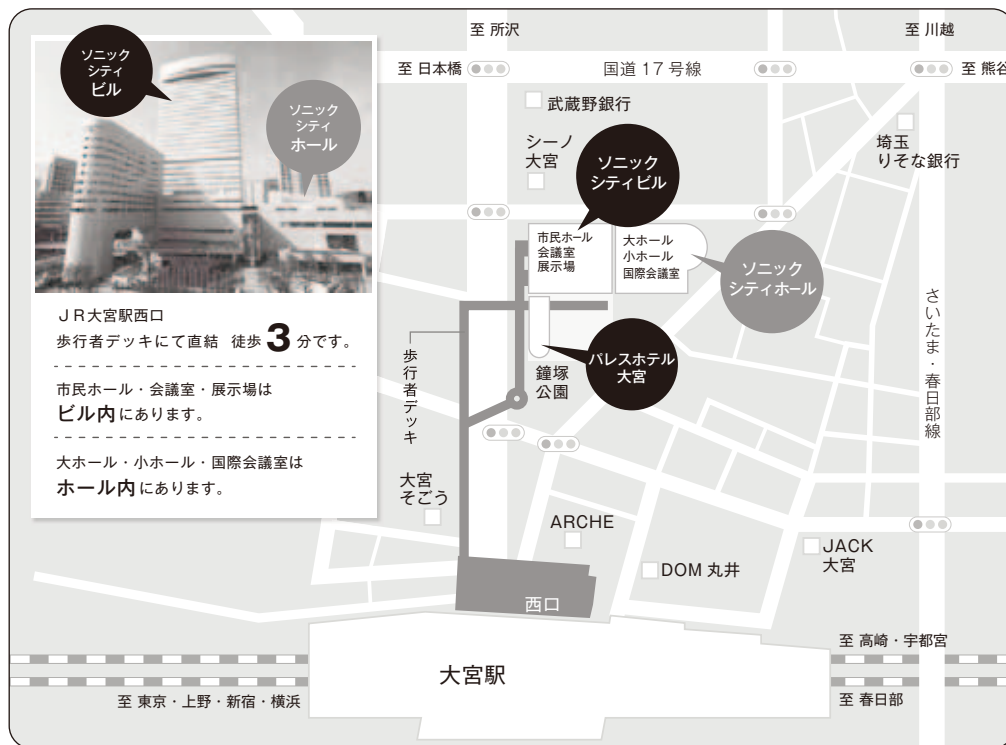 ソニック
シティ
ビル
ソニック
シティ
ホール
ＪＲ大宮駅西口
歩行者デッキにて直結 徒歩 3 分です。
市民ホール・会議室・展示場は
ビル内にあります。
大ホール・小ホール・国際会議室は
ホール内にあります。
至 所沢
至 川越
至 日本橋
国道 17 号線
至 熊谷
武蔵野銀行
シーノ
大宮
埼玉
りそな銀行
ソニック
シティビル
市民ホール
会議室
展示場
大ホール
小ホール
国際会議室
ソニック
シティホール
さいたま・春日部線
歩行者デッキ
パレスホテル
大宮
鐘塚
公園
大宮
そごう
ARCHE
DOM 丸井
JACK
大宮
西口
大宮駅
至 高崎・宇都宮
至 春日部
至 東京・上野・新宿・横浜